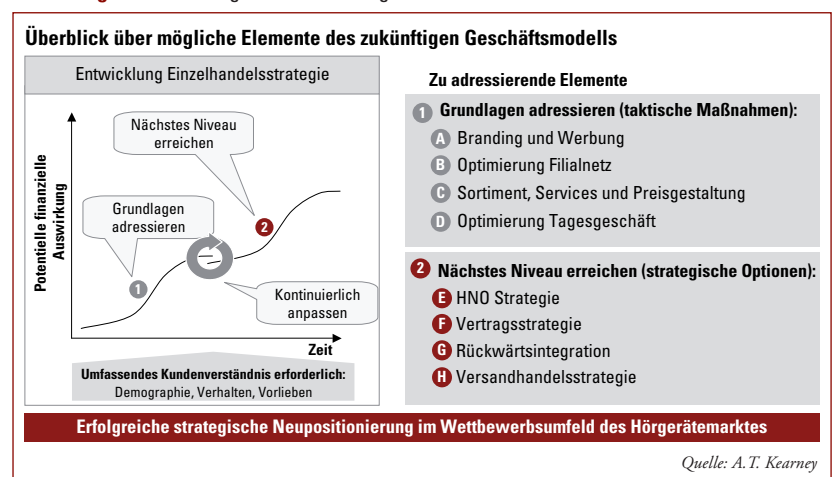 Überblick über mögliche Elemente des zukünftigen Geschäftsmodells
Entwicklung Einzelhandelsstrategie
Potentielle finanzielle
Auswirkung
Nächstes Niveau
erreichen
Grundlagen
adressieren
1
2
Kontinuierlich
anpassen
Zeit
Umfassendes Kundenverständnis erforderlich:
Demographie, Verhalten, Vorlieben
Zu adressierende Elemente
1 Grundlagen adressieren (taktische Maßnahmen):
A Branding und Werbung
B Optimierung Filialnetz
C Sortiment, Services und Preisgestaltung
D Optimierung Tagesgeschäft
2 Nächstes Niveau erreichen (strategische Optionen):
E HNO Strategie
F Vertragsstrategie
G Rückwärtsintegration
H Versandhandelsstrategie
Erfolgreiche strategische Neupositionierung im Wettbewerbsumfeld des Hörgerätemarktes
Quelle: A.T. Kearney